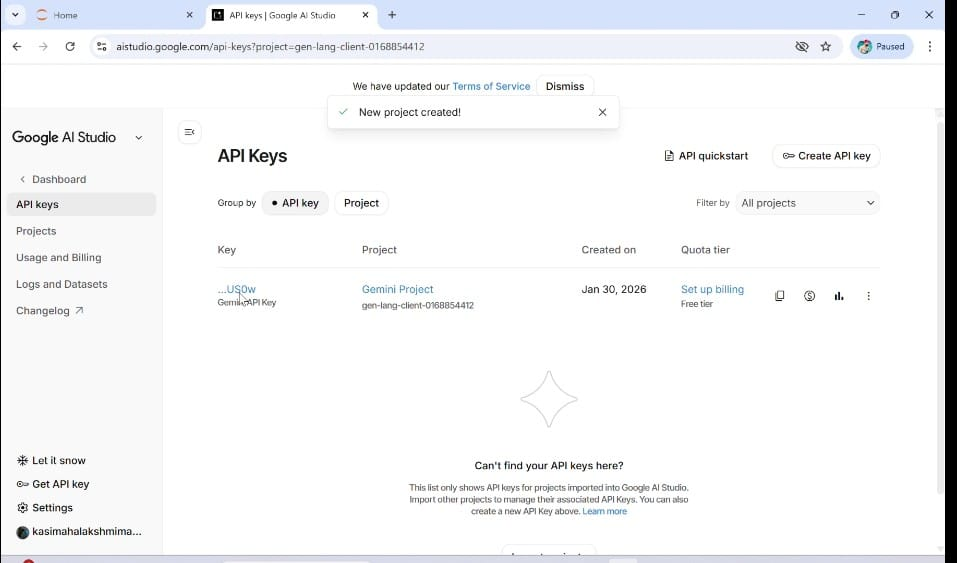 Home
API keys | Google AI Studio
aistudio.google.com/api-keys?project=gen-lang-client-0168854412
Paused
We have updated our Terms of Service Dismiss
New project created!
Google AI Studio
Dashboard
API keys
Projects
Usage and Billing
Logs and Datasets
Changelog
Let it snow
Get API key
Settings
kasimahalakshmima...
API Keys
API quickstart
Create API key
Group by API key Project
Filter by All projects
Key Project Created on Quota tier
...US0w Gemini Project Jan 30, 2026 Set up billing
Gemini API Key gen-lang-client-0168854412 Free tier
Can't find your API keys here?
This list only shows API keys for projects imported into Google AI Studio.
Import other projects to manage their associated API Keys. You can also
create a new API Key above. Learn more